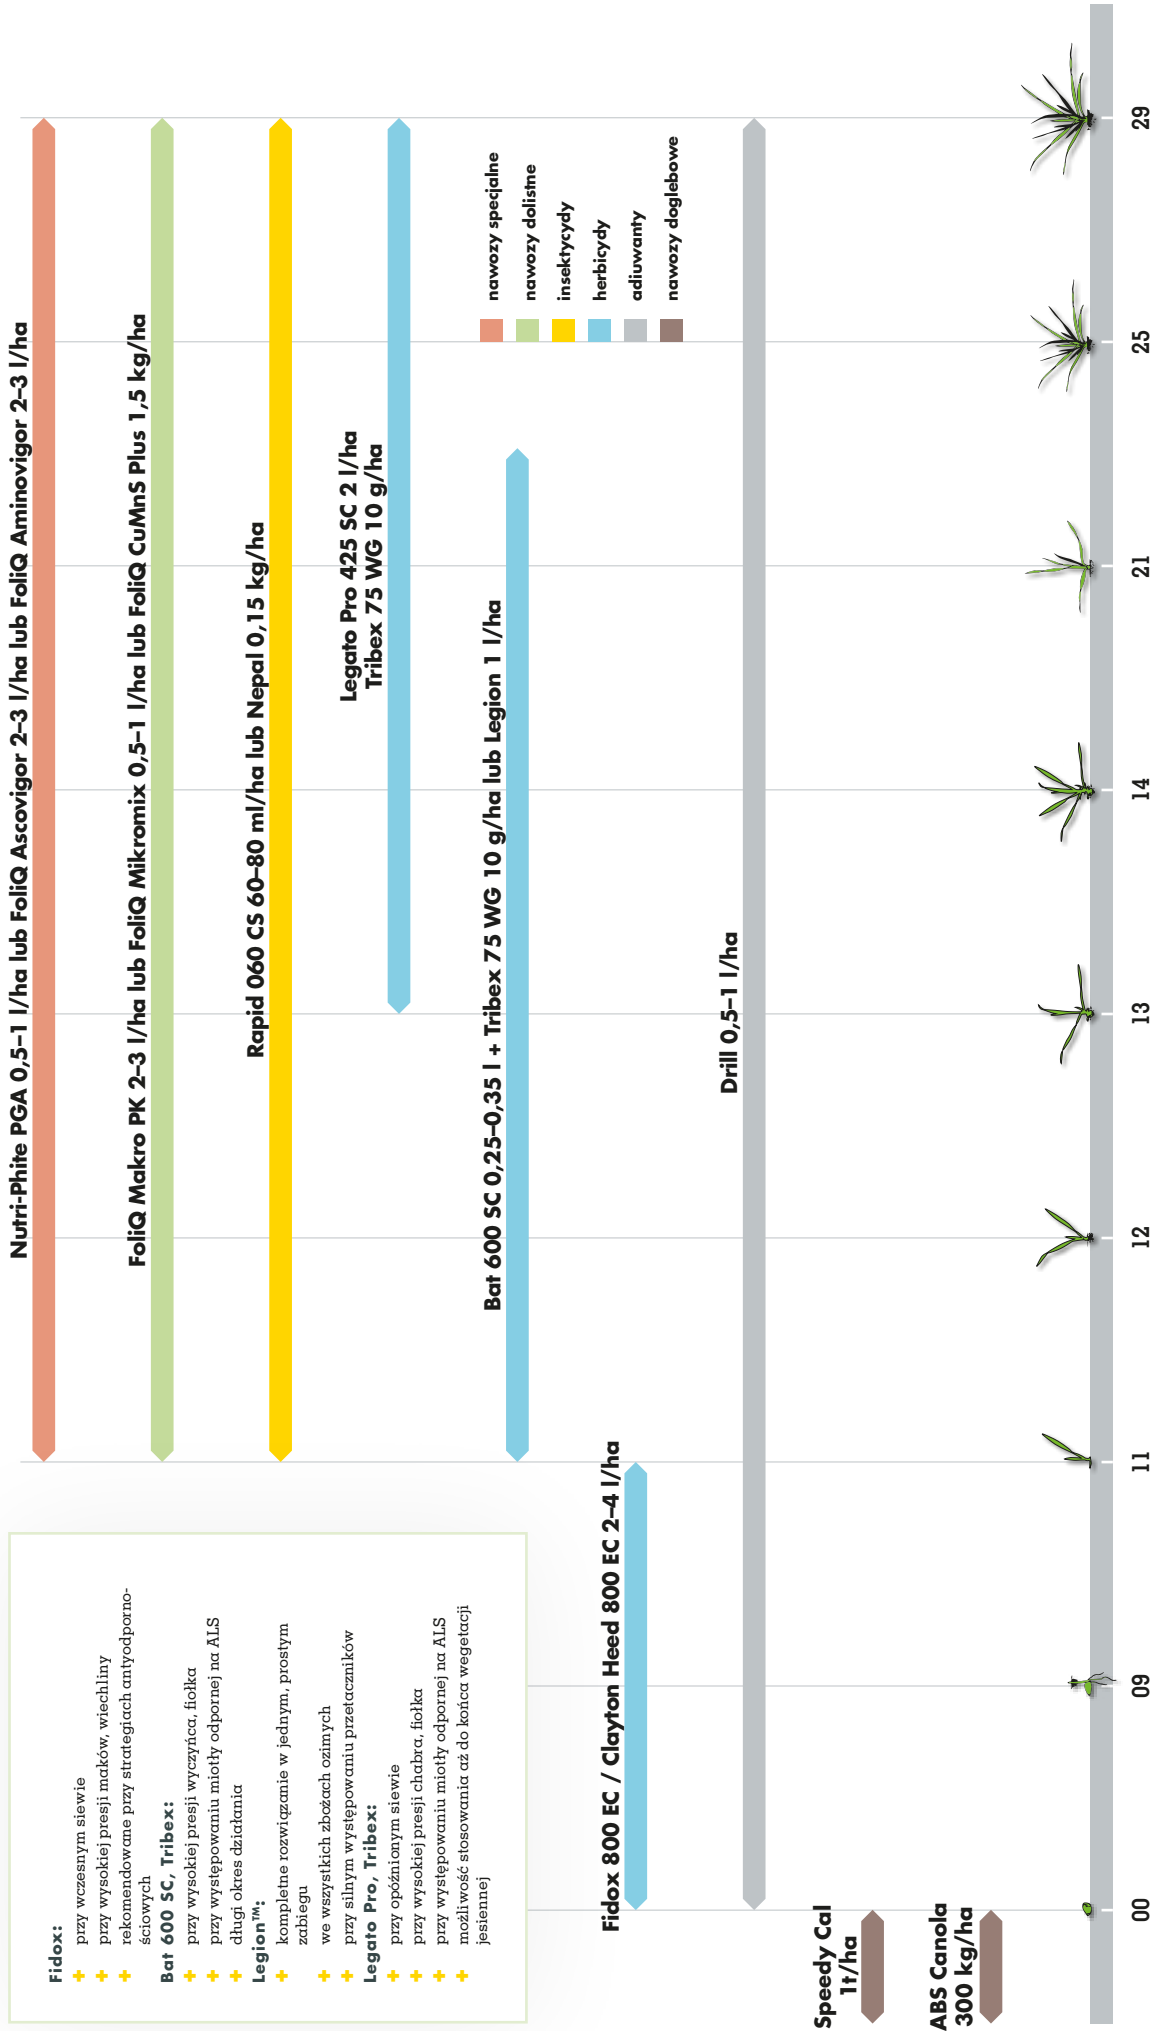 Nutri-Phite PGA 0,5–1 l/ha lub FoliQ Ascovigor 2–3 l/ha lub FoliQ Aminovigor 2–3 l/ha
FoliQ Makro PK 2–3 l/ha lub FoliQ Mikromix 0,5–1 l/ha lub FoliQ CuMnS Plus 1,5 kg/ha
Rapid 060 CS 60–80 ml/ha lub Nepal 0,15 kg/ha
Legato Pro 425 SC 2 l/ha
Tribex 75 WG 10 g/ha
Bat 600 SC 0,25–0,35 l + Tribex 75 WG 10 g/ha lub Legion 1 l/ha
Fidox 800 EC / Clayton Heed 800 EC 2–4 l/ha
Drill 0,5–1 l/ha
Speedy Cal
1t/ha
ABS Canola
300 kg/ha
Fidox:
+ przy wczesnym siewie
+ przy wysokiej presji maków, wiechliny
+ rekomendowane przy strategiach antyodporno-
ściowych
Bat 600 SC, Tribex:
+ przy wysokiej presji wyczyńca, fiołka
+ przy występowaniu miotły odpornej na ALS
+ długi okres działania
Legion™:
+ kompletne rozwiązanie w jednym, prostym
zabiegu
+ we wszystkich zbożach ozimych
+ przy silnym występowaniu przetaczników
Legato Pro, Tribex:
+ przy opóźnionym siewie
+ przy wysokiej presji chabra, fiołka
+ przy występowaniu miotły odpornej na ALS
+ możliwość stosowania aż do końca wegetacji
jesiennej
nawozy specjalne
nawozy dolistne
insektycydy
herbicydy
adiuwanty
nawozy doglebowe
00 09 11 12 13 14 21 25 29